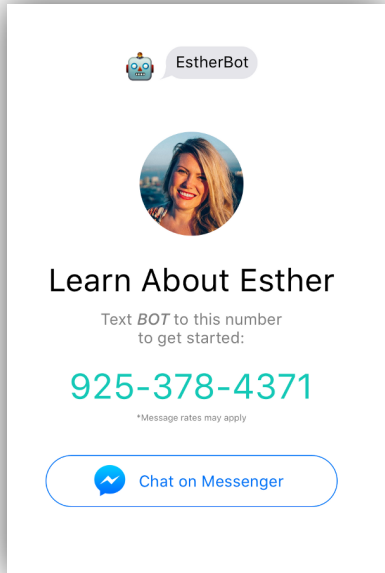 EstherBot
Learn About Esther
Text BOT to this number
to get started:
925-378-4371
*Message rates may apply
Chat on Messenger